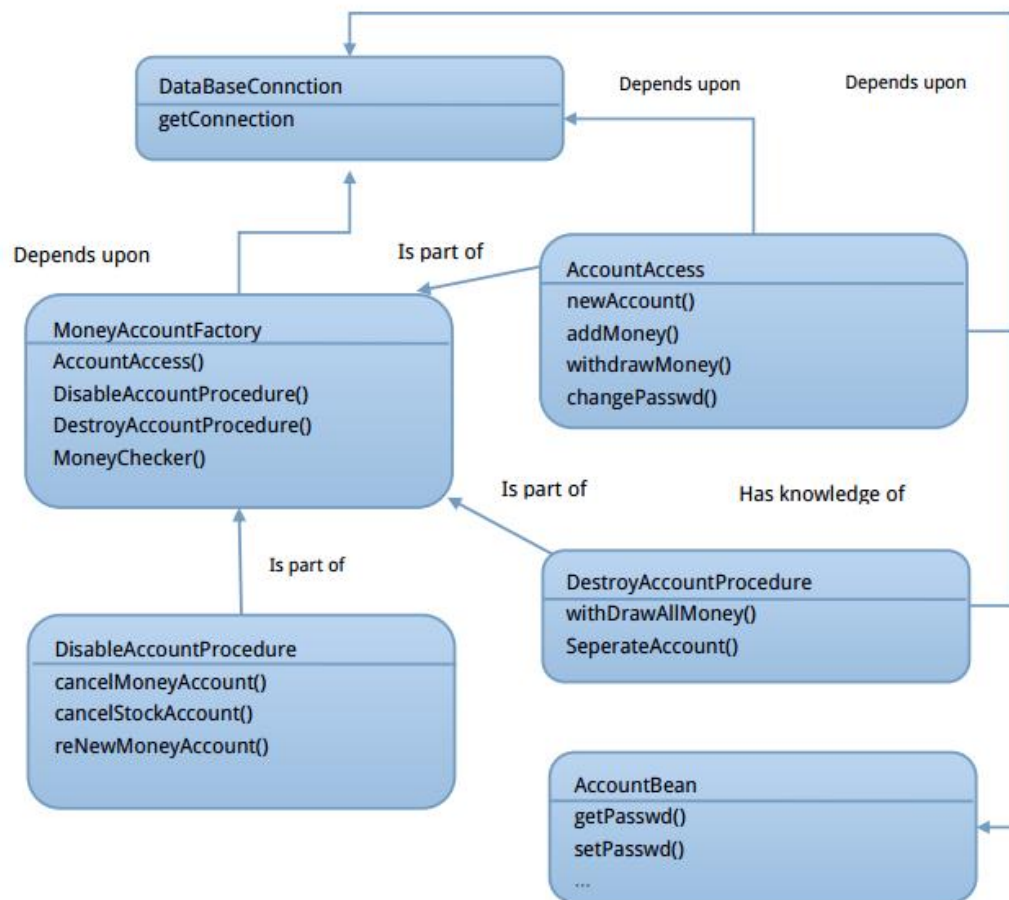 DataBaseConnction
getConnection
Depends upon
Depends upon
Depends upon
Is part of
AccountAccess
newAccount()
addMoney()
withdrawMoney()
changePasswd()
MoneyAccountFactory
AccountAccess()
DisableAccountProcedure()
DestroyAccountProcedure()
MoneyChecker()
Is part of
Has knowledge of
Is part of
DestroyAccountProcedure
withDrawAllMoney()
SeperateAccount()
DisableAccountProcedure
cancelMoneyAccount()
cancelStockAccount()
reNewMoneyAccount()
AccountBean
getPasswd()
setPasswd()
...